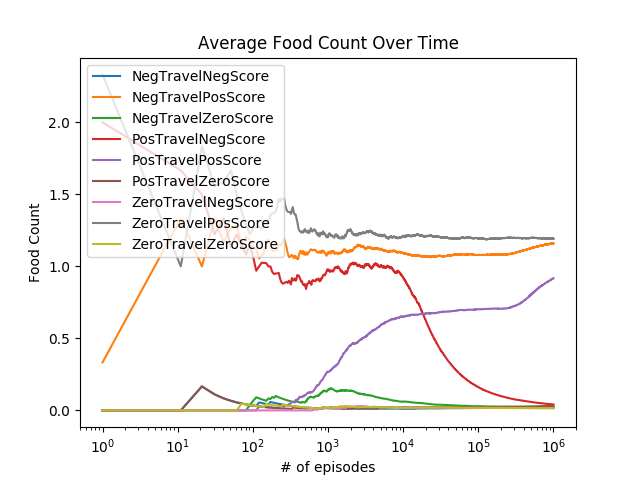 Average Food Count Over Time
NegTravelNegScore
NegTravelPosScore
NegTravelZeroScore
PosTravelNegScore
PosTravelPosScore
PosTravelZeroScore
ZeroTravelNegScore
ZeroTravelPosScore
ZeroTravelZeroScore
Food Count
2.0
1.5
1.0
0.5
0.0
10⁰ 10¹ 10² 10³ 10⁴ 10⁵ 10⁶
# of episodes